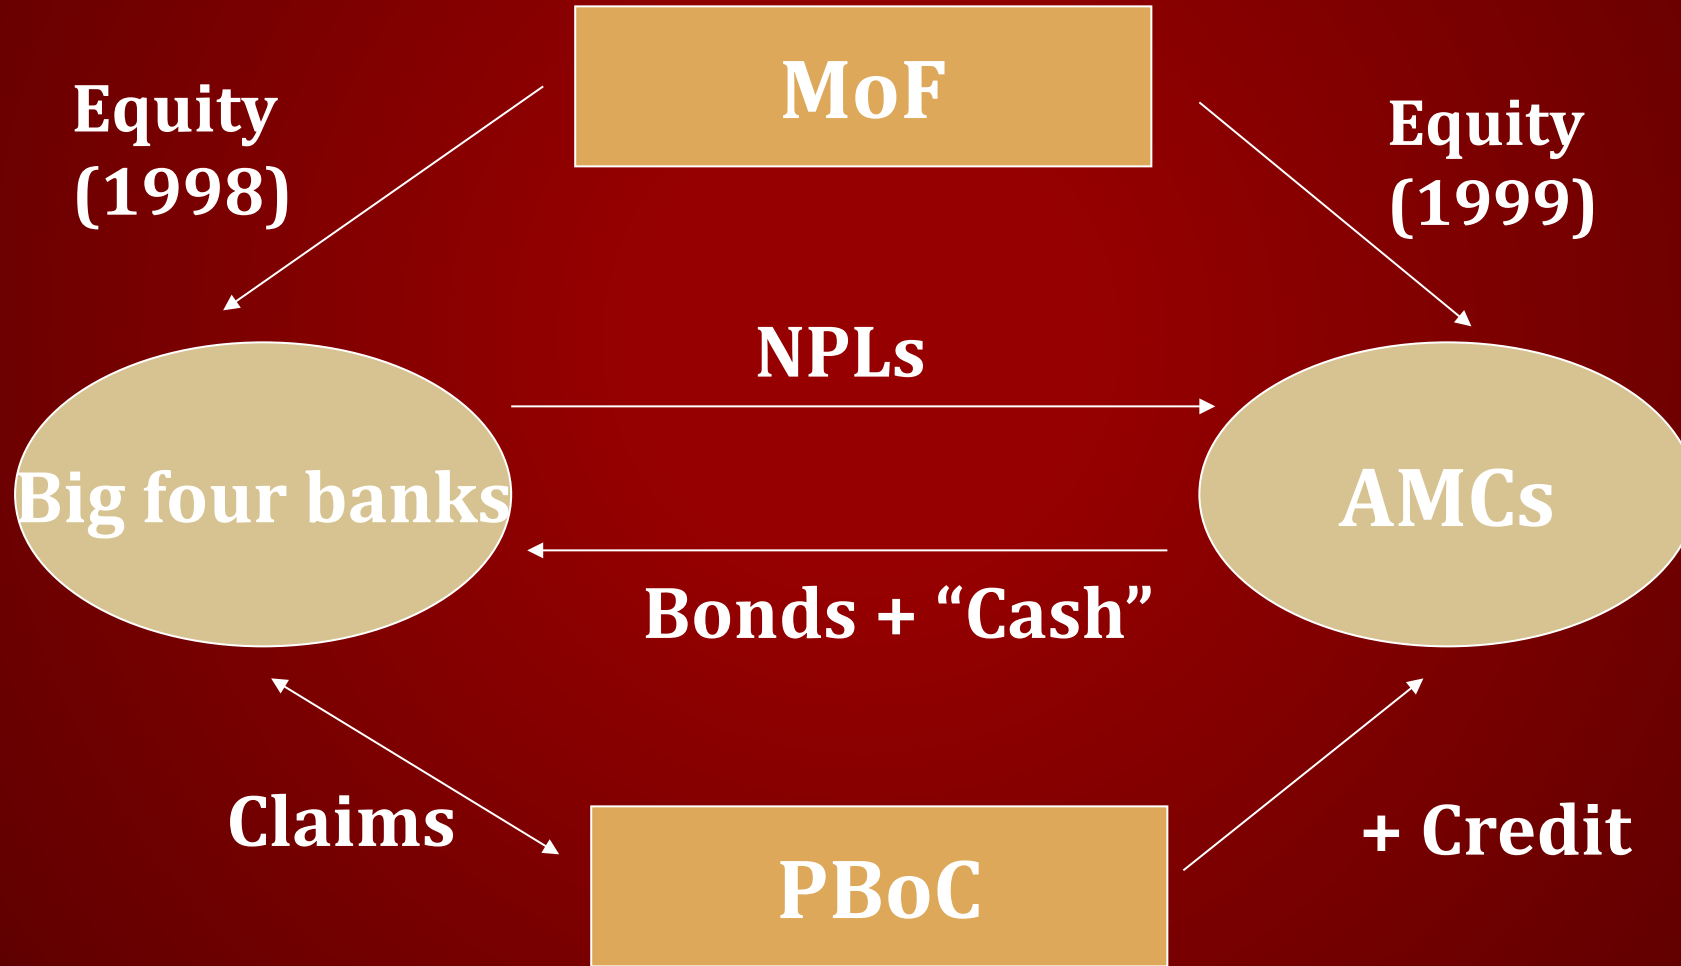 MoF
Equity
(1998)
Equity
(1999)
NPLs
Big four banks
AMCs
Bonds + “Cash”
Claims
+ Credit
PBoC